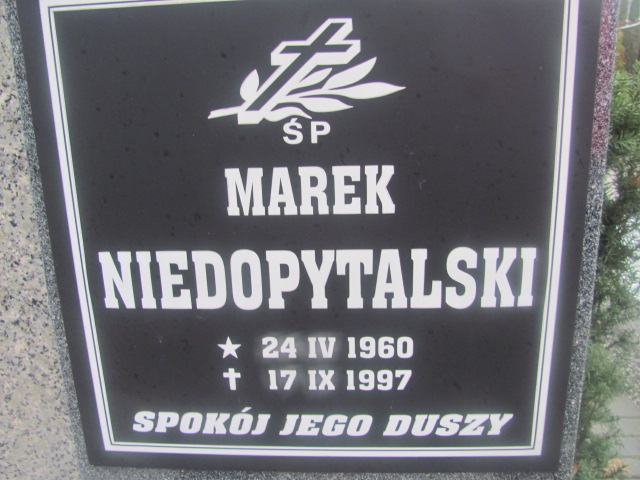 ŚP
MAREK
NIEDOPYTALSKI
★ 24 IV 1960
✝ 17 IX 1997
SPOKÓJ JEGO DUSZY